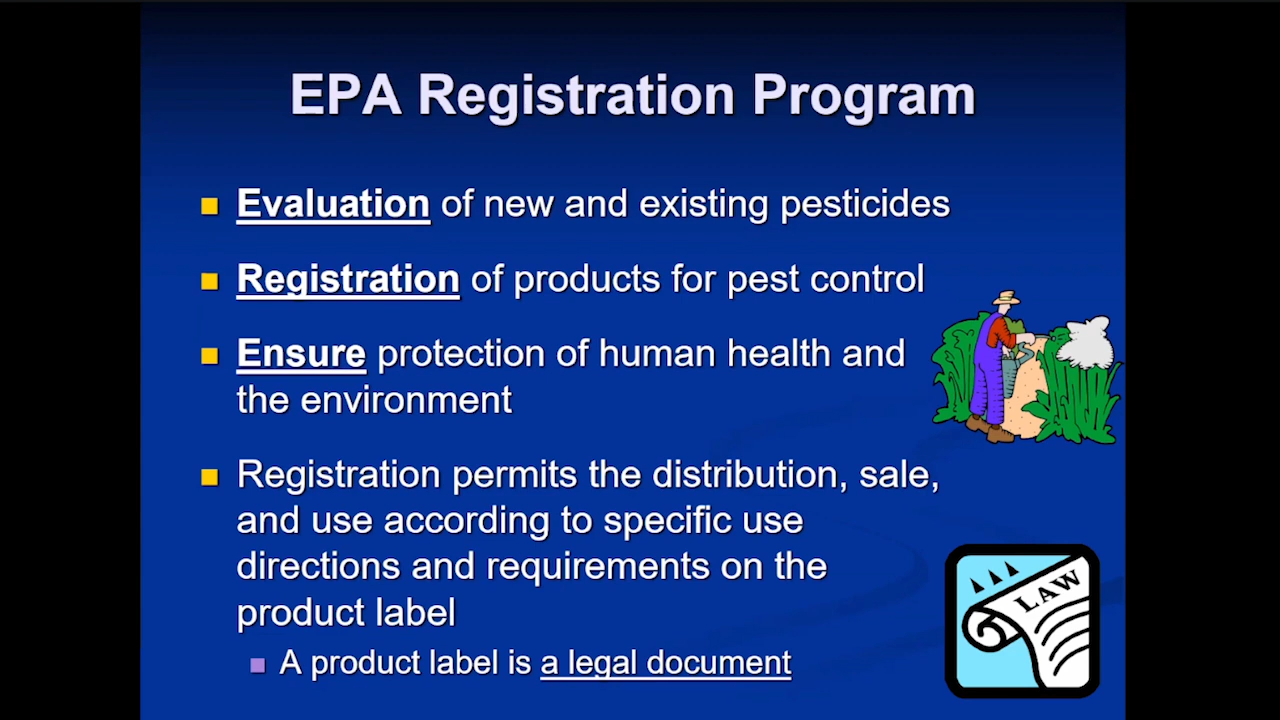 EPA Registration Program
Evaluation of new and existing pesticides
Registration of products for pest control
Ensure protection of human health and
the environment
Registration permits the distribution, sale,
and use according to specific use
directions and requirements on the
product label
A product label is a legal document
LAW